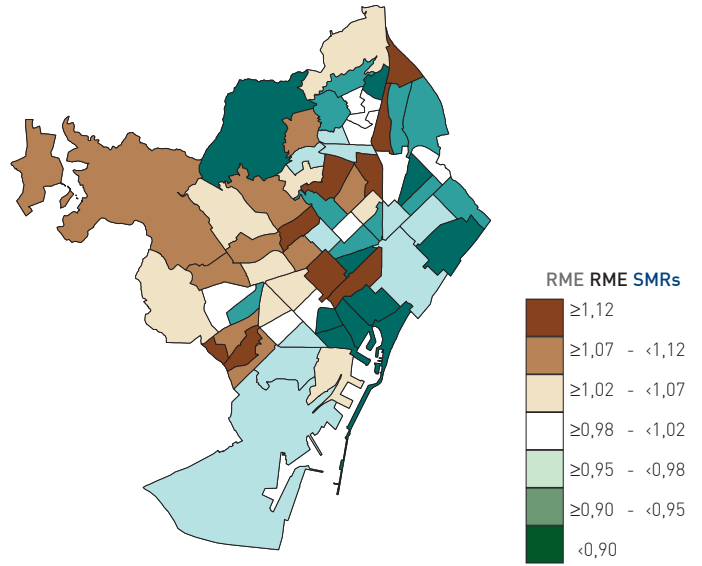 RME RME SMRs
≥1,12
≥1,07 - <1,12
≥1,02 - <1,07
≥0,98 - <1,02
≥0,95 - <0,98
≥0,90 - <0,95
<0,90